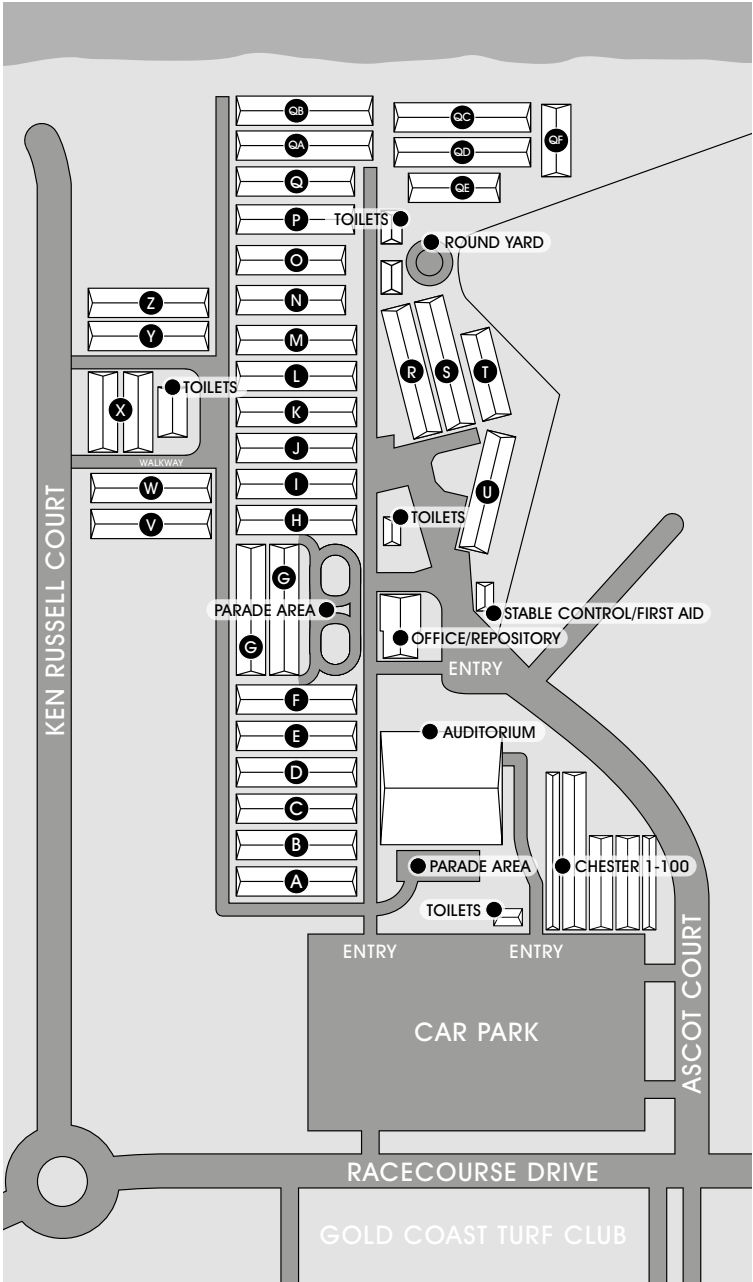 QB
QC
QF
QA
QD
Q
QE
P
TOILETS
ROUND YARD
O
N
Z
Y
M
L
R
S
T
TOILETS
X
K
J
WALKWAY
I
W
U
H
TOILETS
V
G
PARADE AREA
STABLE CONTROL/FIRST AID
G
OFFICE/REPOSITORY
KEN RUSSELL COURT
ENTRY
F
E
AUDITORIUM
D
C
B
PARADE AREA
CHESTER 1-100
A
TOILETS
ENTRY
ENTRY
ASCOT COURT
CAR PARK
RACECOURSE DRIVE
GOLD COAST TURF CLUB